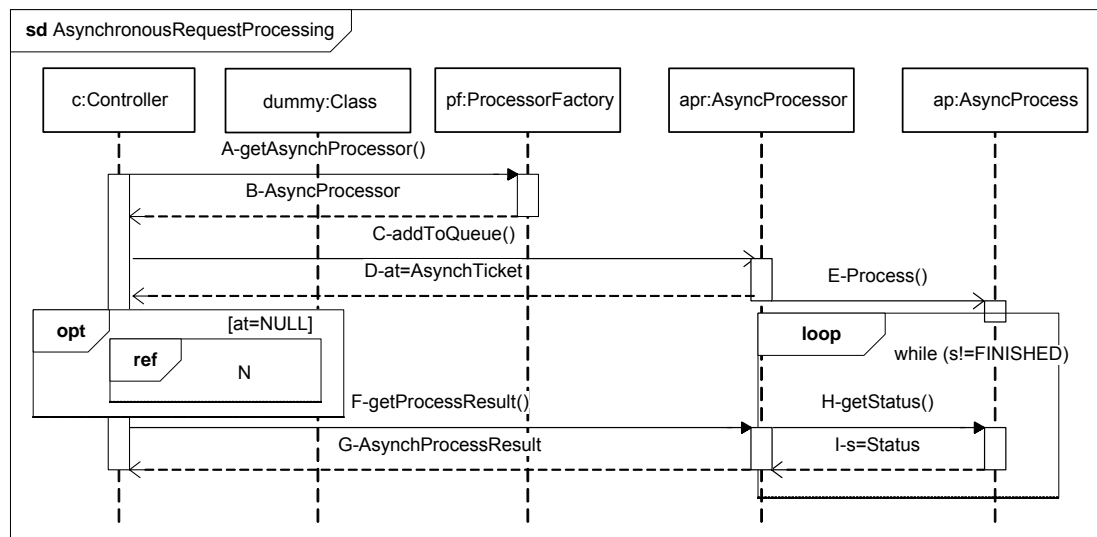 sd AsynchronousRequestProcessing
c:Controller
dummy:Class
pf:ProcessorFactory
apr:AsyncProcessor
ap:AsyncProcess
A-getAsynchProcessor()
B-AsyncProcessor
C-addToQueue()
D-at=AsynchTicket
E-Process()
opt
[at=NULL]
ref
N
loop
while (s!=FINISHED)
F-getProcessResult()
H-getStatus()
G-AsynchProcessResult
I-s=Status